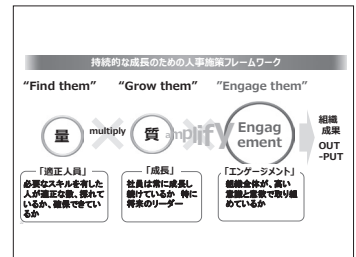 持続的な成長のための人事施策フレームワーク
“Find them” “Grow them” “Engage them”
量 multiply 質 amplify Engag
ement
組織
成果
OUT
-PUT
「適正人員」
必要なスキルを有した
人が適正な数、採れて
いるか、確保できてい
るか
「成長」
社員は常に成長し
続けているか 特に
将来のリーダー
「エンゲージメント」
組織全体が、高い
意識と意欲で取り組
めているか